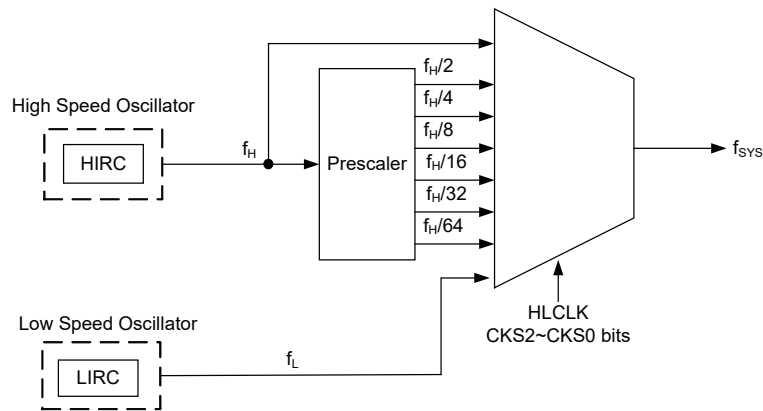 High Speed Oscillator
HIRC
fH
Prescaler
fH/2
fH/4
fH/8
fH/16
fH/32
fH/64
fSYS
HLCLK
CKS2~CKS0 bits
Low Speed Oscillator
LIRC
fL